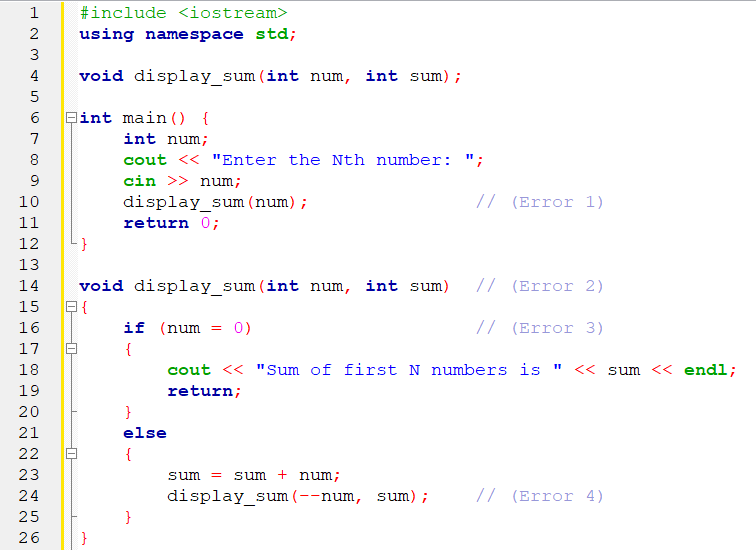 1 #include <iostream>
2 using namespace std;
3
4 void display_sum(int num, int sum);
5
6 int main() {
7     int num;
8     cout << "Enter the Nth number: ";
9     cin >> num;
10     display_sum(num);                // (Error 1)
11     return 0;
12 }
13
14 void display_sum(int num, int sum)  // (Error 2)
15 {
16     if (num = 0)                    // (Error 3)
17     {
18         cout << "Sum of first N numbers is " << sum << endl;
19         return;
20     }
21     else
22     {
23         sum = sum + num;
24         display_sum(--num, sum);    // (Error 4)
25     }
26 }